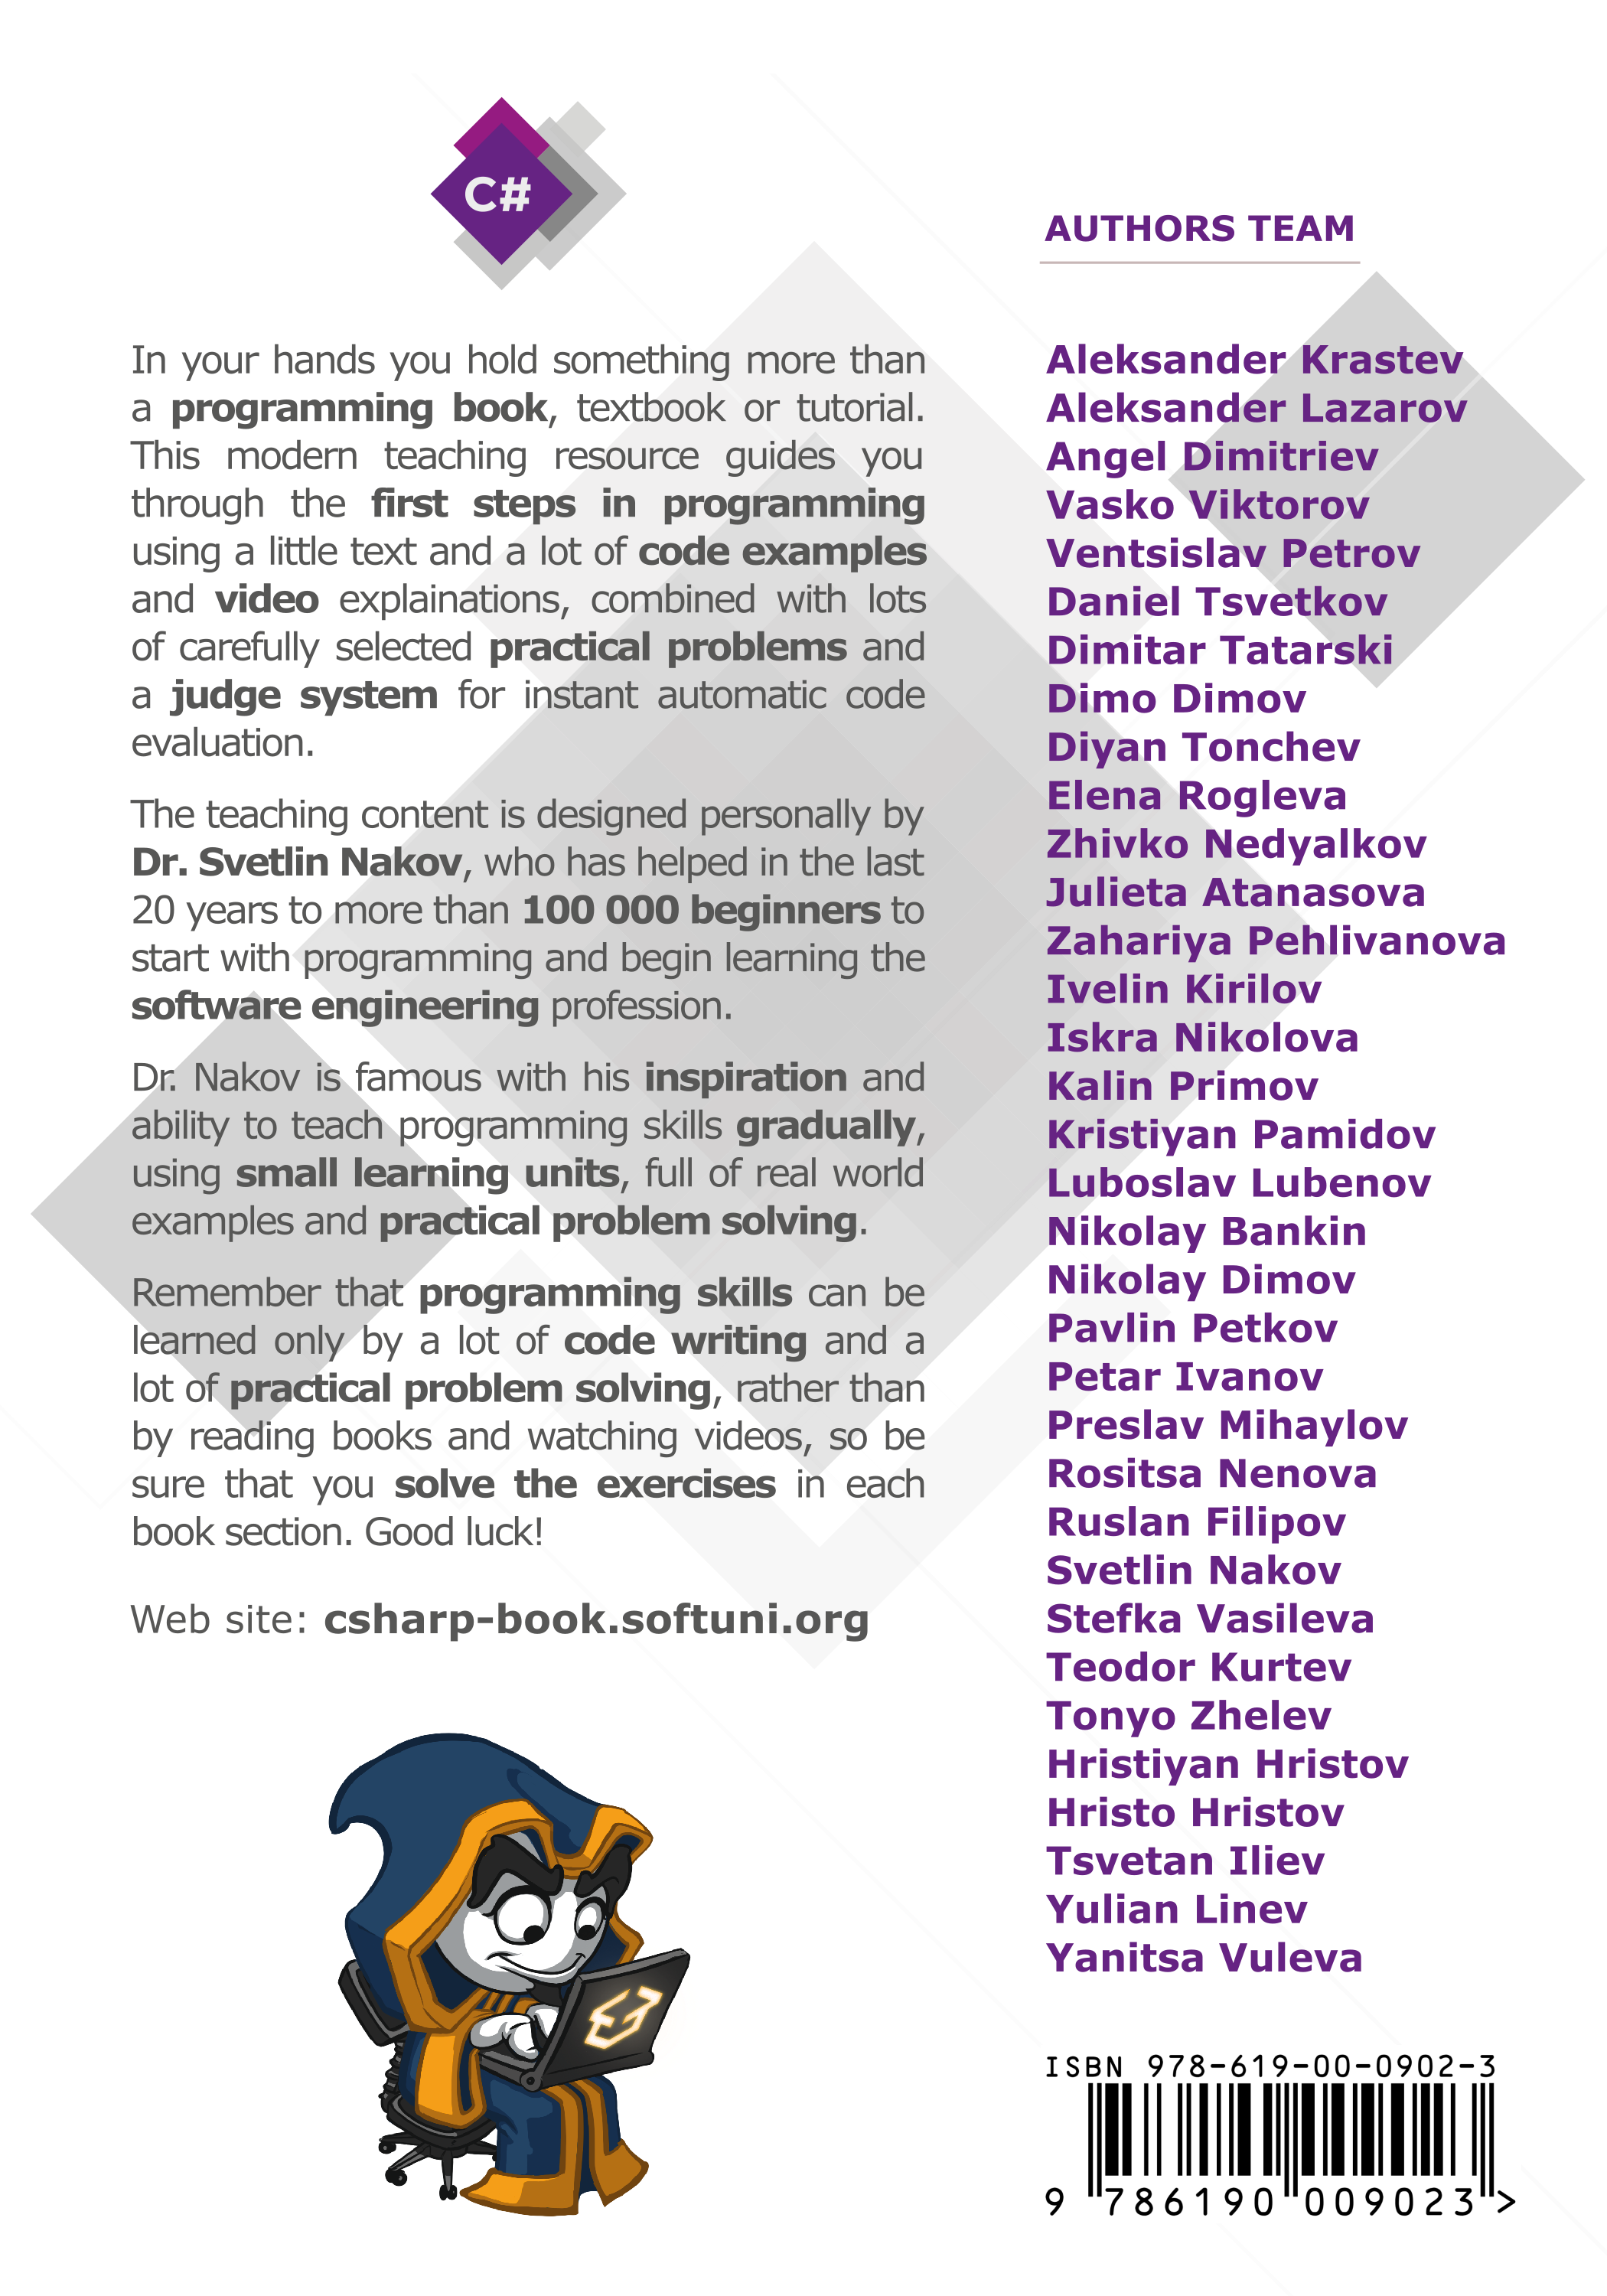 C#
In your hands you hold something more than
a programming book, textbook or tutorial.
This modern teaching resource guides you
through the first steps in programming
using a little text and a lot of code examples
and video explainations, combined with lots
of carefully selected practical problems and
a judge system for instant automatic code
evaluation.
The teaching content is designed personally by
Dr. Svetlin Nakov, who has helped in the last
20 years to more than 100 000 beginners to
start with programming and begin learning the
software engineering profession.
Dr. Nakov is famous with his inspiration and
ability to teach programming skills gradually,
using small learning units, full of real world
examples and practical problem solving.
Remember that programming skills can be
learned only by a lot of code writing and a
lot of practical problem solving, rather than
by reading books and watching videos, so be
sure that you solve the exercises in each
book section. Good luck!
Web site: csharp-book.softuni.org
AUTHORS TEAM
Aleksander Krastev
Aleksander Lazarov
Angel Dimitriev
Vasko Viktorov
Ventsislav Petrov
Daniel Tsvetkov
Dimitar Tatarski
Dimo Dimov
Diyan Tonchev
Elena Rogleva
Zhivko Nedyalkov
Julieta Atanasova
Zahariya Pehlivanova
Ivelin Kirilov
Iskra Nikolova
Kalin Primov
Kristiyan Pamidov
Luboslav Lubenov
Nikolay Bankin
Nikolay Dimov
Pavlin Petkov
Petar Ivanov
Preslav Mihaylov
Rositsa Nenova
Ruslan Filipov
Svetlin Nakov
Stefka Vasileva
Teodor Kurtev
Tonyo Zhelev
Hristiyan Hristov
Hristo Hristov
Tsvetan Iliev
Yulian Linev
Yanitsa Vuleva
ISBN 978-619-00-0902-3
9 786190 009023 >